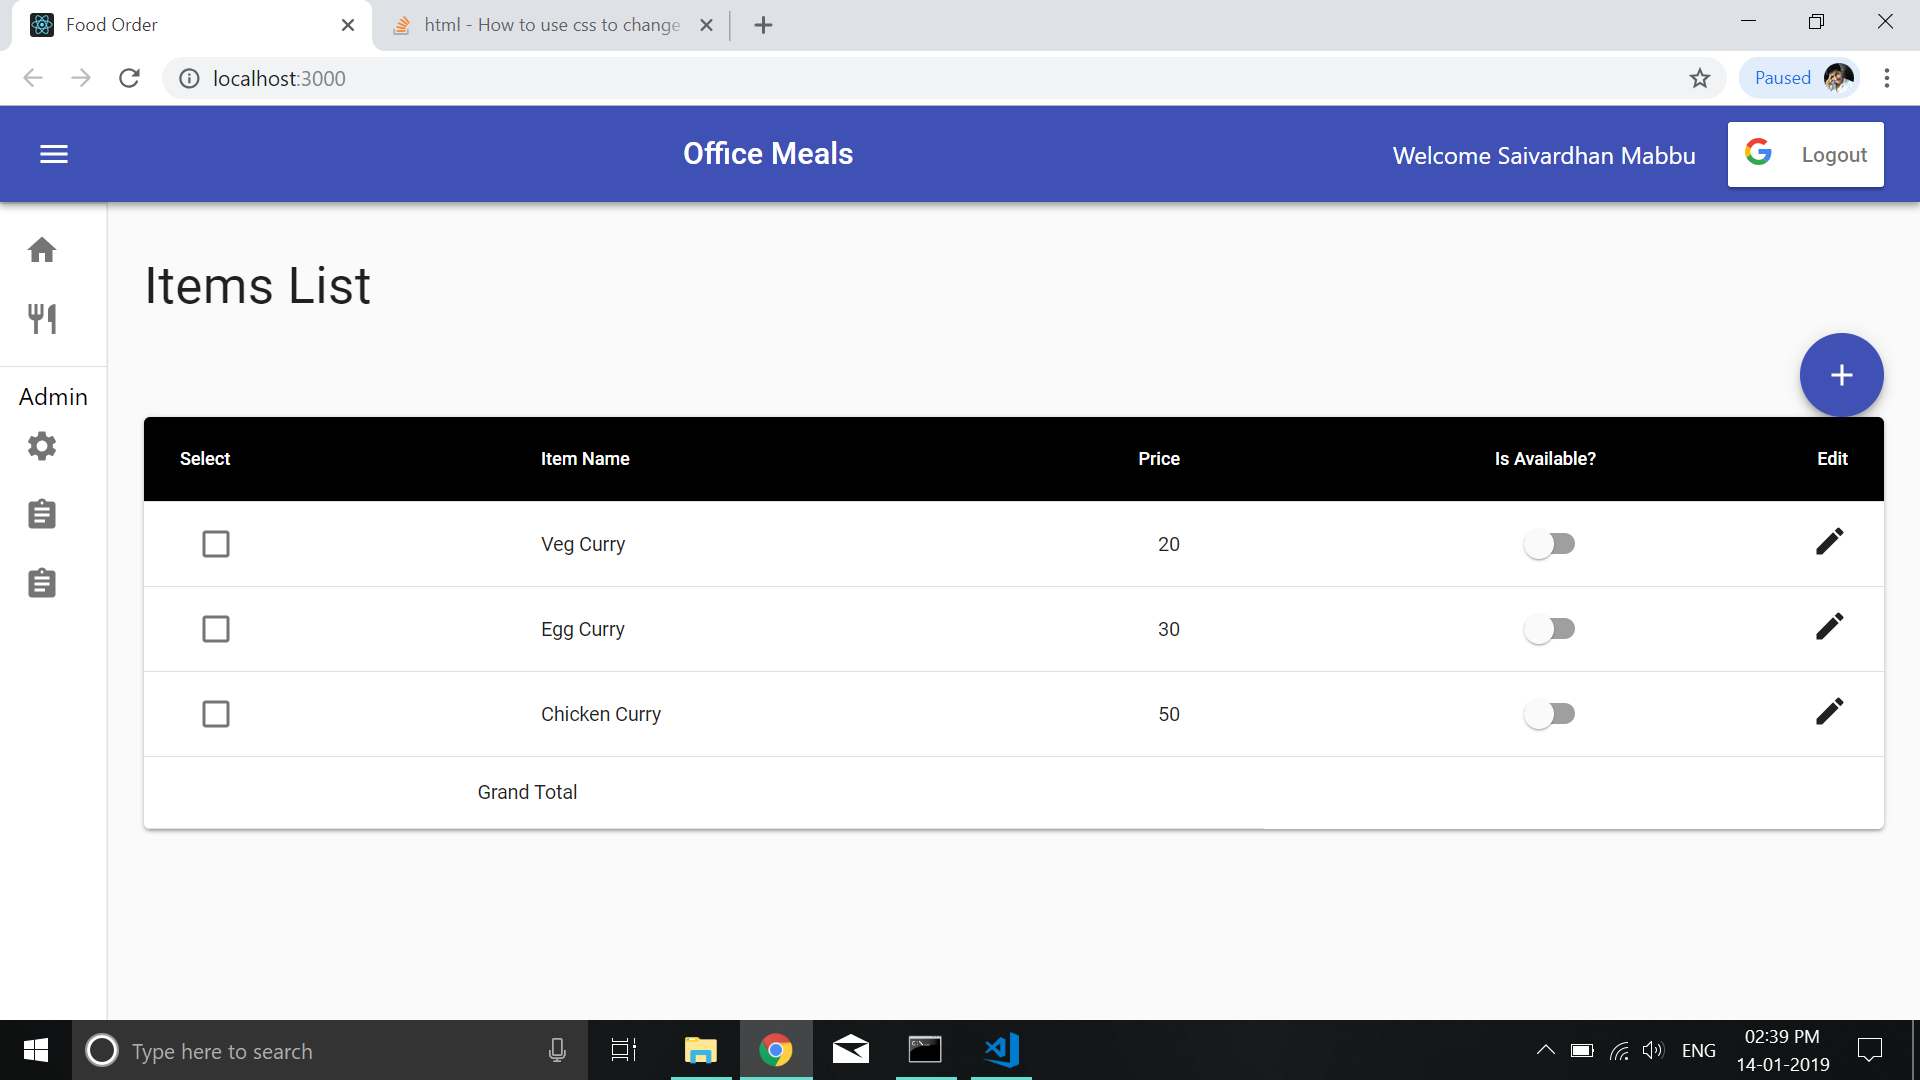 Food Order
html - How to use css to change
localhost:3000
Paused
Office Meals
Welcome Saivardhan Mabbu
Logout
Items List
Admin
Select Item Name Price Is Available? Edit
Veg Curry 20
Egg Curry 30
Chicken Curry 50
Grand Total
Type here to search
ENG
02:39 PM
14-01-2019